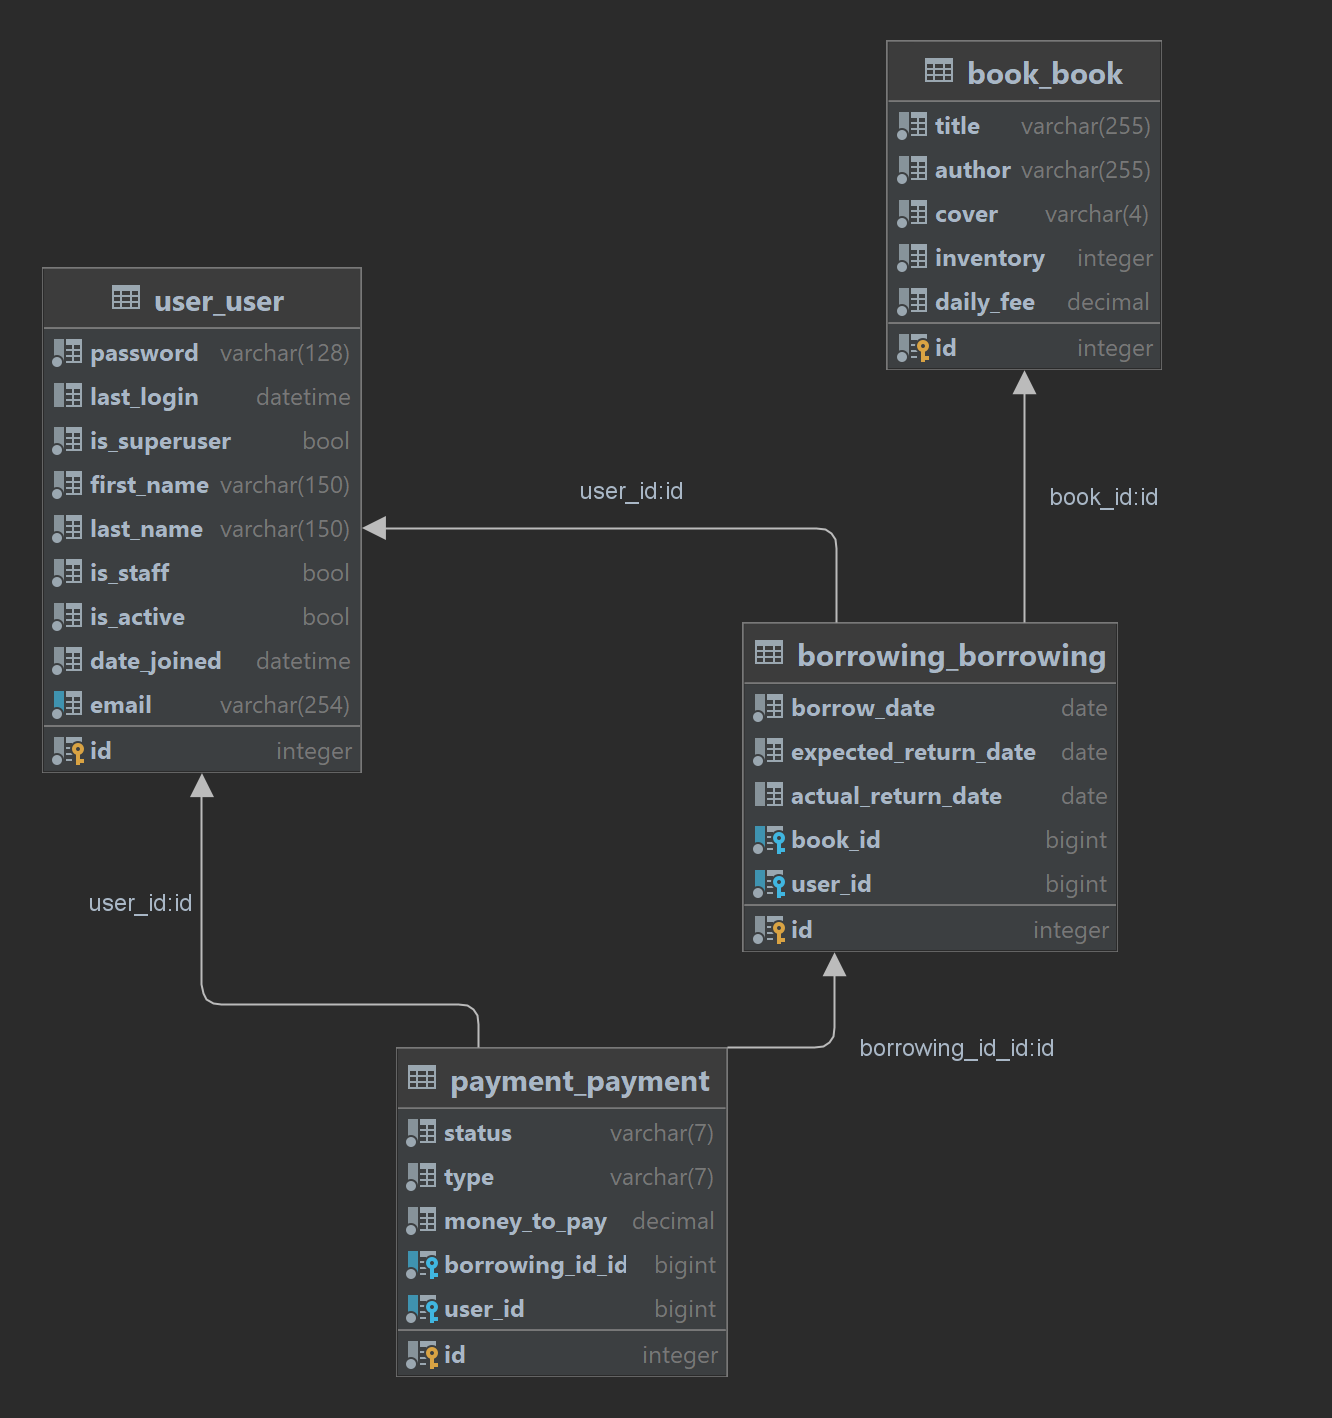 book_book
title varchar(255)
author varchar(255)
cover varchar(4)
inventory integer
daily_fee decimal
id integer
user_user
password varchar(128)
last_login datetime
is_superuser bool
first_name varchar(150)
last_name varchar(150)
is_staff bool
is_active bool
date_joined datetime
email varchar(254)
id integer
user_id:id
book_id:id
borrowing_borrowing
borrow_date date
expected_return_date date
actual_return_date date
book_id bigint
user_id bigint
id integer
user_id:id
borrowing_id_id:id
payment_payment
status varchar(7)
type varchar(7)
money_to_pay decimal
borrowing_id_id bigint
user_id bigint
id integer